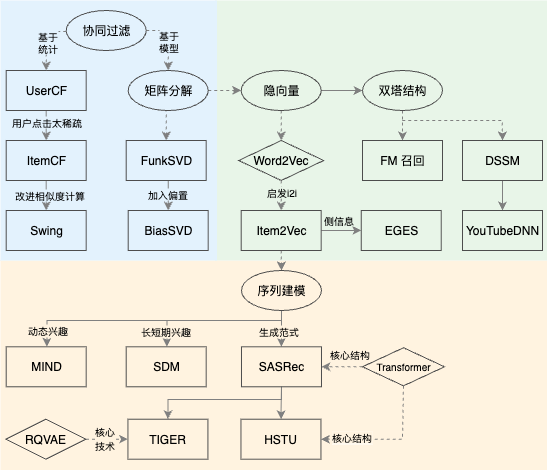 协同过滤
基于
统计
基于
模型
UserCF
矩阵分解
隐向量
双塔结构
用户点击太稀疏
ItemCF
FunkSVD
Word2Vec
FM 召回
DSSM
改进相似度计算
加入偏置
启发i2i
Swing
BiasSVD
Item2Vec
侧信息
EGES
YouTubeDNN
序列建模
动态兴趣
长短期兴趣
生成范式
MIND
SDM
SASRec
核心结构
Transformer
RQVAE
核心
技术
TIGER
HSTU
核心结构